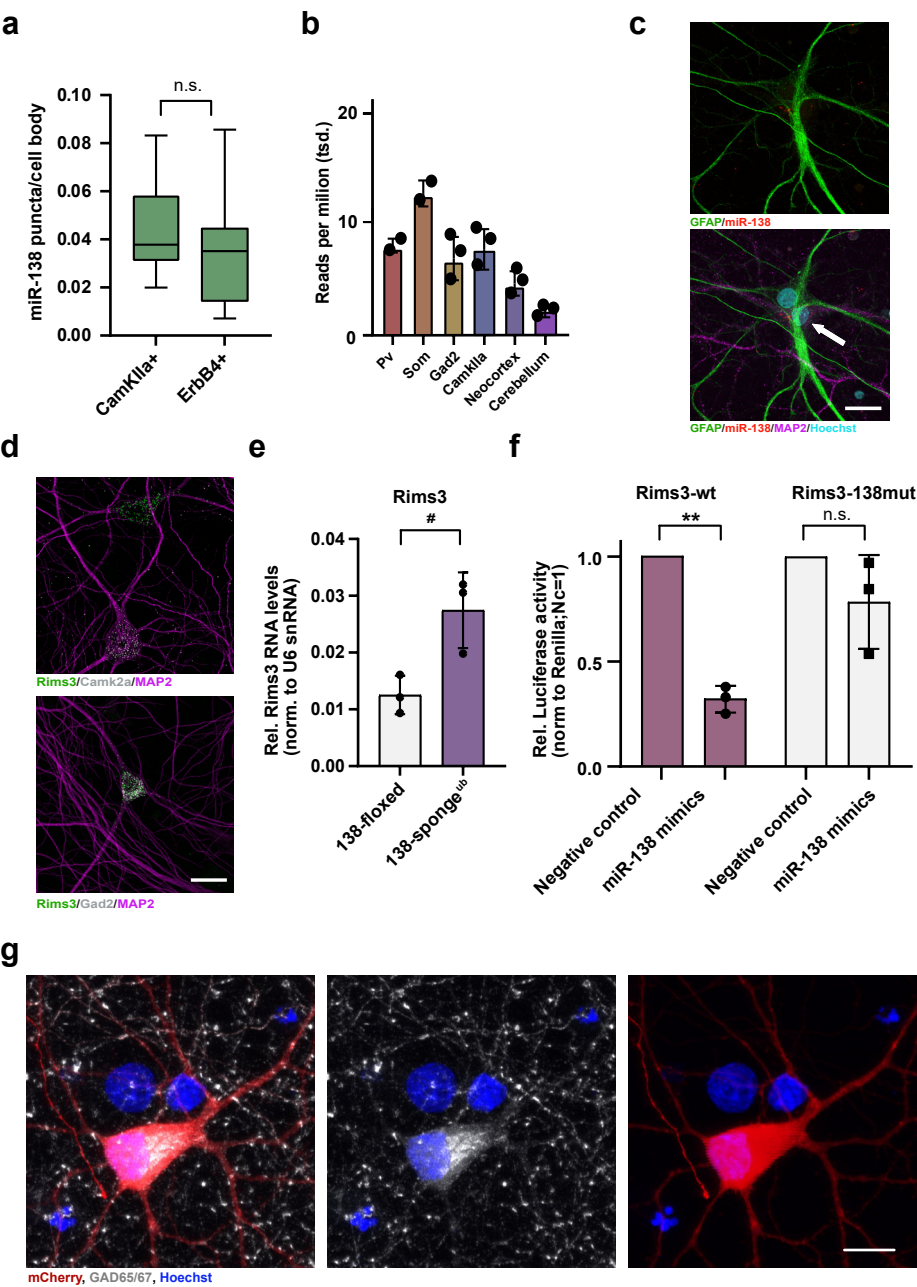 a
miR-138 puncta/cell body
0.10
0.08
0.06
0.04
0.02
0.00
n.s.
CamKIIa+
ErbB4+
b
Reads per milion (tsd.)
20
10
0
Pv
Som
Gad2
CamkIIa
Neocortex
Cerebellum
c
GFAP/miR-138
GFAP/miR-138/MAP2/Hoechst
d
Rims3/Camk2a/MAP2
Rims3/Gad2/MAP2
e
Rims3
#
Rel. Rims3 RNA levels
(norm. to U6 snRNA)
0.04
0.03
0.02
0.01
0.00
138-floxed
138-sponge ub
f
Rims3-wt
Rims3-138mut
**
n.s.
Rel. Luciferase activity
(norm to Renilla;Nc=1)
1.0
0.5
0.0
Negative control
miR-138 mimics
Negative control
miR-138 mimics
g
mCherry, GAD65/67, Hoechst